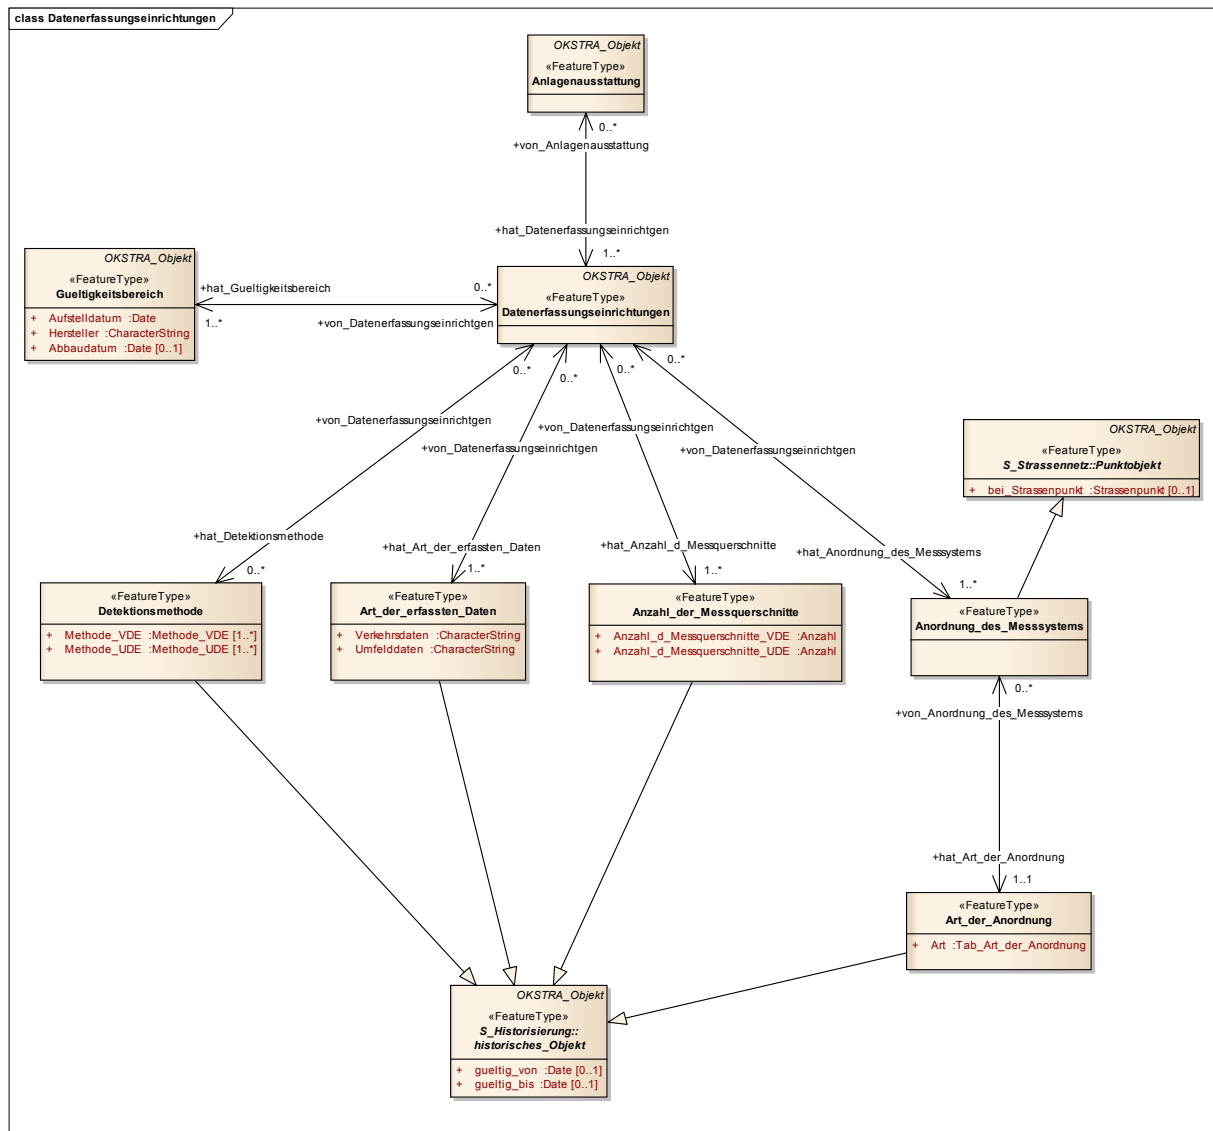 class Datenerfassungseinrichtungen
OKSTRA_Objekt
«FeatureType»
Anlagenausstattung
0..*
+von_Anlagenausstattung
+hat_Datenerfassungseinrichtgen
1..*
OKSTRA_Objekt
«FeatureType»
Gueltigkeitsbereich
+ Aufstelldatum :Date
+ Hersteller :CharacterString
+ Abbaudatum :Date [0..1]
+hat_Gueltigkeitsbereich
0..*
1..*
+von_Datenerfassungseinrichtgen
OKSTRA_Objekt
«FeatureType»
Datenerfassungseinrichtungen
0..*
0..*
0..*
0..*
+von_Datenerfassungseinrichtgen
+von_Datenerfassungseinrichtgen
+von_Datenerfassungseinrichtgen
+von_Datenerfassungseinrichtgen
OKSTRA_Objekt
«FeatureType»
S_Strassennetz::Punktobjekt
+ bei_Strassenpunkt :Strassenpunkt [0..1]
+hat_Detektionsmethode
0..*
+hat_Art_der_erfassten_Daten
1..*
+hat_Anzahl_d_Messquerschnitte
1..*
+hat_Anordnung_des_Messsystems
1..*
«FeatureType»
Detektionsmethode
+ Methode_VDE :Methode_VDE [1..*]
+ Methode_UDE :Methode_UDE [1..*]
«FeatureType»
Art_der_erfassten_Daten
+ Verkehrsdaten :CharacterString
+ Umfelddaten :CharacterString
«FeatureType»
Anzahl_der_Messquerschnitte
+ Anzahl_d_Messquerschnitte_VDE :Anzahl
+ Anzahl_d_Messquerschnitte_UDE :Anzahl
«FeatureType»
Anordnung_des_Messsystems
0..*
+von_Anordnung_des_Messsystems
+hat_Art_der_Anordnung
1..1
«FeatureType»
Art_der_Anordnung
+ Art :Tab_Art_der_Anordnung
OKSTRA_Objekt
«FeatureType»
S_Historisierung::
historisches_Objekt
+ gueltig_von :Date [0..1]
+ gueltig_bis :Date [0..1]